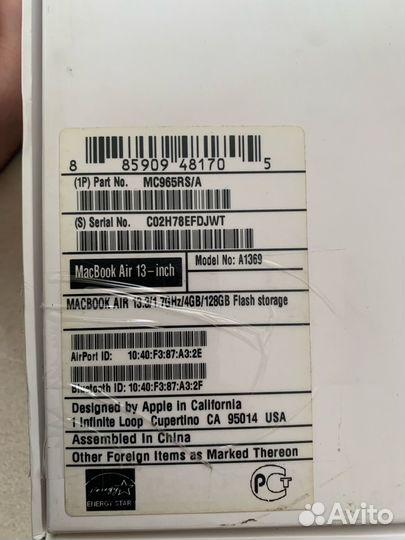 8 85909 48170 5
(1P) Part No. MC965RS/A
(S) Serial No. C02H78EFDJWT
MacBook Air 13-inch
Model No: A1369
MACBOOK AIR 13.3/1.7GHz/4GB/128GB Flash storage
AirPort ID: 10:40:F3:87:A3:2E
Bluetooth ID: 10:40:F3:87:A3:2F
Designed by Apple in California
1 Infinite Loop Cupertino CA 95014 USA
Assembled in China
Other Foreign Items as Marked Thereon
ENERGY STAR
РСТ
Avito